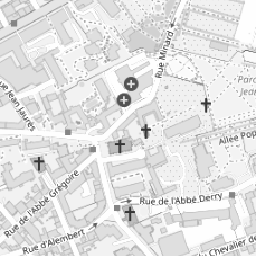 Rue Minard
Parc
Jean
Rue Jean Jaurès
Allée Pop
Rue de l'Abbé Grégoire
Rue de l'Abbé Derry
Rue d'Alembert
du Chevalier de